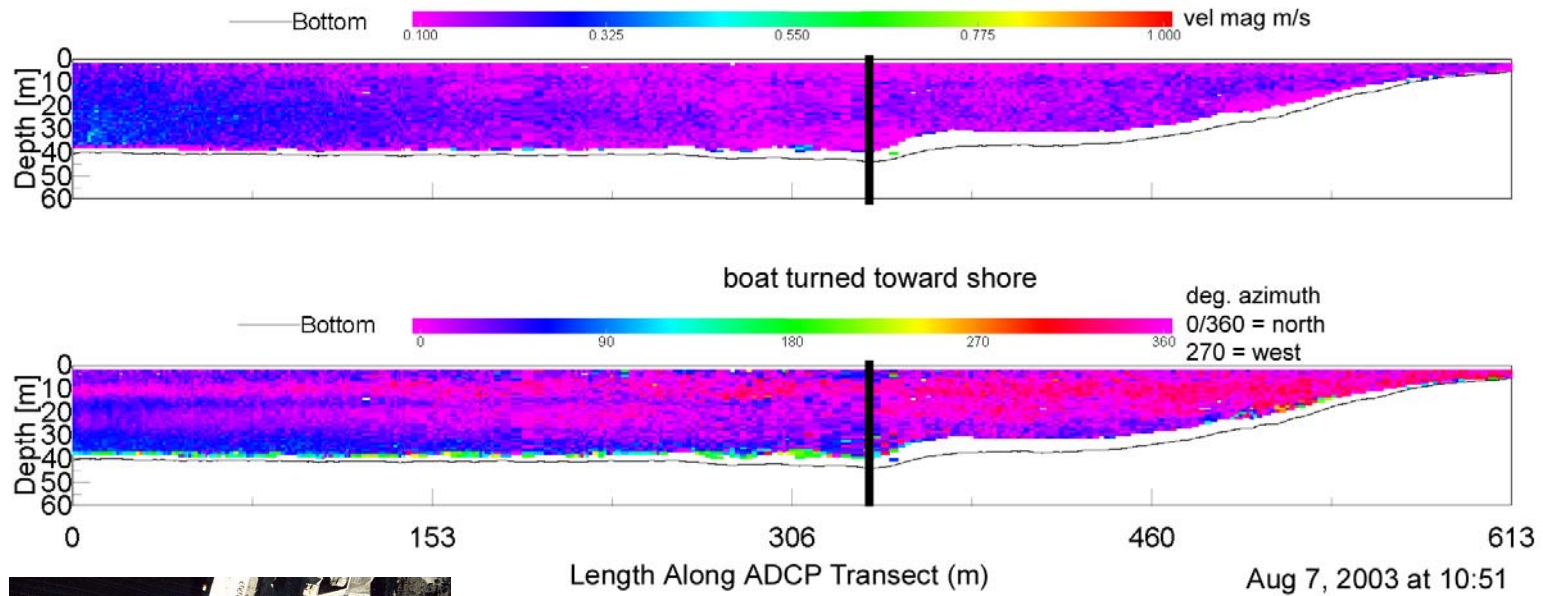 Bottom
vel mag m/s
0.100 0.325 0.550 0.775 1.000
Depth [m]
0
10
20
30
40
50
60
boat turned toward shore
Bottom
deg. azimuth
0/360 = north
270 = west
0 90 180 270 360
Depth [m]
0
10
20
30
40
50
60
0 153 306 460 613
Length Along ADCP Transect (m)
Aug 7, 2003 at 10:51